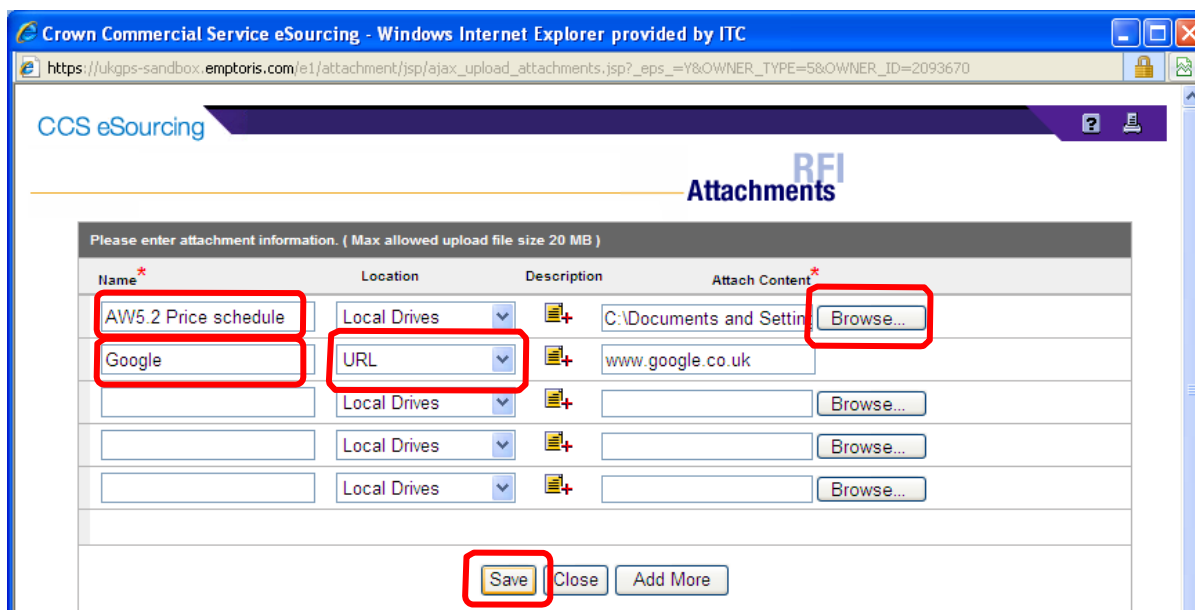 Crown Commercial Service eSourcing - Windows Internet Explorer provided by ITC
https://ukgps-sandbox.emptoris.com/e1/attachment/jsp/ajax_upload_attachments.jsp?_eps_=Y&OWNER_TYPE=5&OWNER_ID=2093670
CCS eSourcing
RFI
Attachments
Please enter attachment information. ( Max allowed upload file size 20 MB )
Name* Location Description Attach Content*
AW5.2 Price schedule Local Drives C:\Documents and Settin Browse...
Google URL www.google.co.uk
Local Drives Browse...
Local Drives Browse...
Local Drives Browse...
Save Close Add More